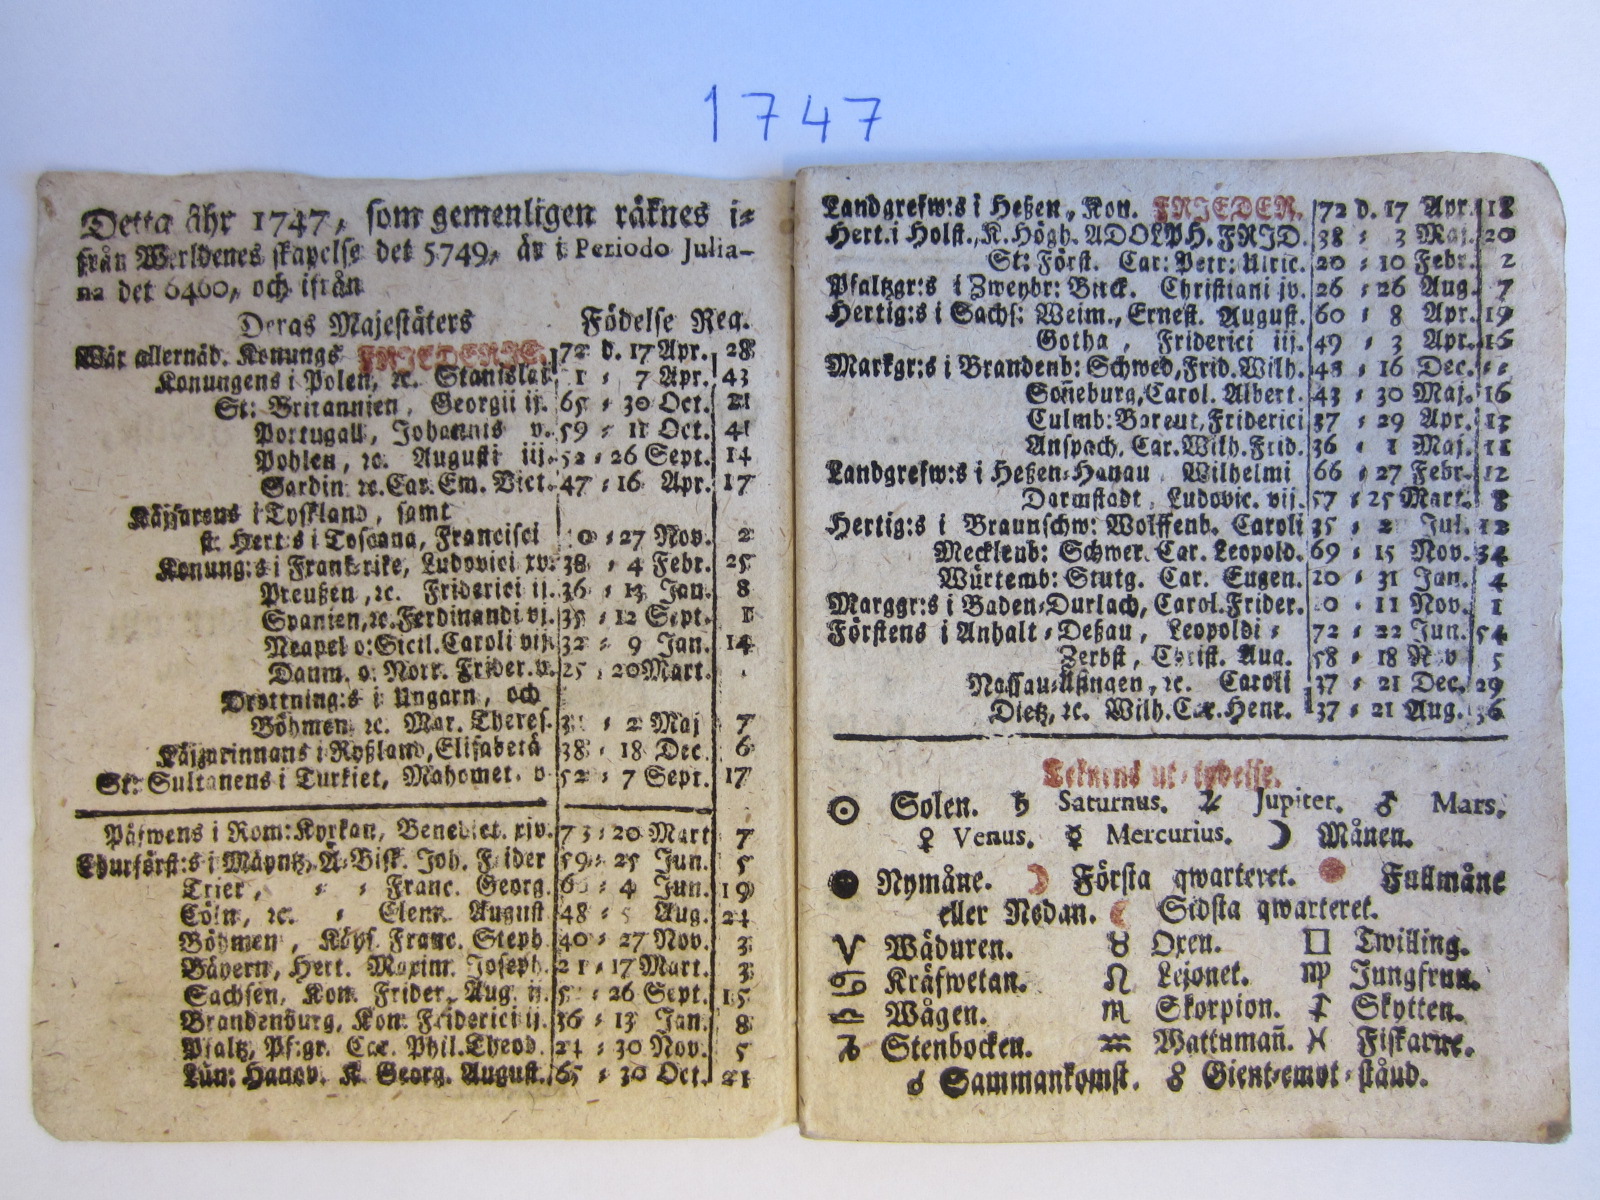 1747
Detta åhr 1747, som gemenligen räknes i-
från Werldenes skapelse det 5749, är i Periodo Julia-
na det 6460, och ifrån
Deras Majestäters Födelse Reg.
Wår allernåd. Konungs FRIEDERIC. 72 d. 17 Apr. 28
Konungens i Polen, ꝛc. Stanislai 1 : 7 Apr. 43
St: Britannien, Georgii ij. 65 : 30 Oct. 21
Portugall, Johannis v. 59 : 11 Oct. 41
Pohlen, ꝛc. Augusti iij. 52 : 26 Sept. 14
Sardin. ꝛc. Car. Em. Vict. 47 : 16 Apr. 17
Käjsarens i Tyskland, samt
st. Hert:s i Toscana, Francisci : 27 Nov. 2
Konung:s i Frankrike, Ludovici xv. 38 : 4 Febr. 25
Preußen, ꝛc. Friderici ij. 36 : 13 Jan. 8
Spanien, ꝛc. Ferdinandi vj. 35 : 12 Sept. 1
Neapel o: Sicil. Caroli vij. 32 : 9 Jan. 14
Danm. o. Norr. Frider. v. 25 : 20 Mart. .
Drottning:s i Ungarn, och
Böhmen ꝛc. Mar. Theres. : 2 Maj 7
Käjsarinnans i Ryßland, Elisabetä 38 : 18 Dec. 6
St: Sultanens i Turkiet, Mahomet. v. 52 : 7 Sept. 17
Påfwens i Rom: Kyrkan, Benedict. xiv. 73 : 20 Mart 7
Churförst:s i Mäyntz, Ä-Bisk. Joh. Frider 59 : 25 Jun. 5
Trier, : : Franc. Georg. : 4 Jun. 19
Cöln, ꝛc. : Clem. August 48 : 5 Aug. 24
Böhmen, Käys. Franc. Steph. 40 : 27 Nov. 3
Bäyern, Hert. Maxim. Joseph. 21 : 17 Mart. 3
Sachsen, Kon. Frider. Aug. ij. : 26 Sept. 15
Brandenburg, Kon. Friderici ij. 36 : 13 Jan. 8
Pfaltz, Pf:gr. Car. Phil. Theod. 24 : 30 Nov. 5
Lün: Hanov. K. Georg. August. 65 : 30 Oct. 21
Landgrefw:s i Heßen, Kon. FRIEDER. 72 d. 17 Apr. 18
Hert. i Holst., K. Högh. ADOLPH. FRID. 38 : 3 Maj. 20
St: Först. Car: Petr: Ulric. 20 : 10 Febr. 2
Pfaltzgr:s i Zweybr: Birck. Christiani jv. 26 : 26 Aug. 7
Hertig:s i Sachs: Weim., Ernest. August. 60 : 8 Apr. 19
Gotha, Friderici iij. 49 : 3 Apr. 16
Markgr:s i Brandenb: Schwed, Frid. Wilh. 48 : 16 Dec. : :
Soñeburg, Carol. Albert. 43 : 30 Maj. 16
Culmb: Bareut, Friderici 37 : 29 Apr. 13
Anspach, Car. Wilh. Frid. 36 : 1 Maj. 11
Landgrefw:s i Heßen-Hanau Wilhelmi 66 : 27 Febr. 12
Darmstadt, Ludovic. vij. 57 : 25 Mart. 8
Hertig:s i Braunschw: Wolffenb. Caroli 35 : 2 Jul. 12
Mecklenb: Schwer. Car. Leopold. 69 : 15 Nov. 34
Würtemb: Stutg. Car. Eugen. 20 : 31 Jan. 4
Marggr:s i Baden-Durlach, Carol. Frider. : 11 Nov. 1
Förstens i Anhalt-Deßau, Leopoldi : 72 : 22 Jun. 54
Zerbst, Christ. Aug. 58 : 18 Nov 5
Nassau-Usingen, ꝛc. Caroli 37 : 21 Dec. 29
Dietz, ꝛc. Wilh. Car. Henr. 37 : 21 Aug. 36
Teknens ut-tydelse.
☉ Solen. ♄ Saturnus. ♃ Jupiter. ♂ Mars.
♀ Venus. ☿ Mercurius. ☽ Månen.
● Nymåne. ☽ Första qwarteret. ● Fullmåne
eller Nedan. ☾ Sidsta qwarteret.
♈ Wäduren. ♉ Oxen. ♊ Twilling.
♋ Kräfwetan. ♌ Lejonet. ♍ Jungfrun.
♎ Wågen. ♏ Skorpion. ♐ Skytten.
♑ Stenbocken. ♒ Wattumañ. ♓ Fiskarne.
☌ Sammankomst. ☍ Gient-emot-stånd.